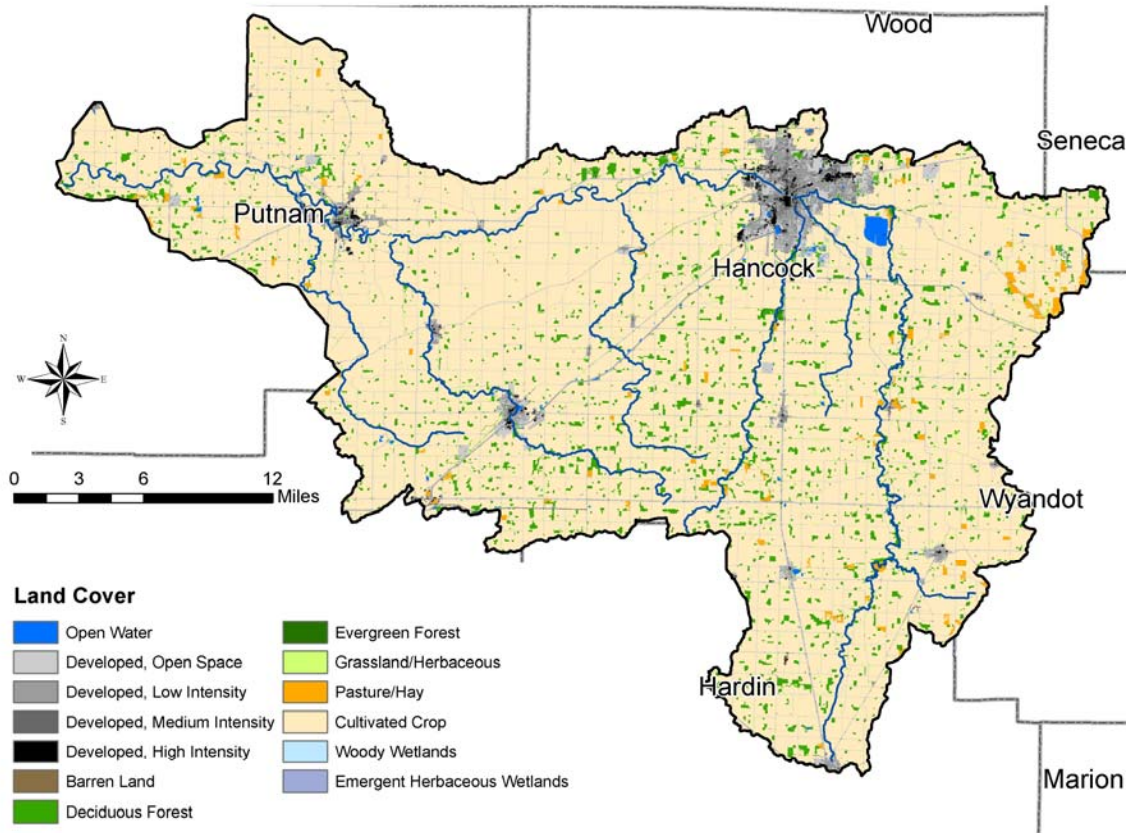 Wood
Seneca
Putnam
Hancock
N
W E
S
0 3 6 12
Miles
Wyandot
Hardin
Marion
Land Cover
Open Water
Developed, Open Space
Developed, Low Intensity
Developed, Medium Intensity
Developed, High Intensity
Barren Land
Deciduous Forest
Evergreen Forest
Grassland/Herbaceous
Pasture/Hay
Cultivated Crop
Woody Wetlands
Emergent Herbaceous Wetlands